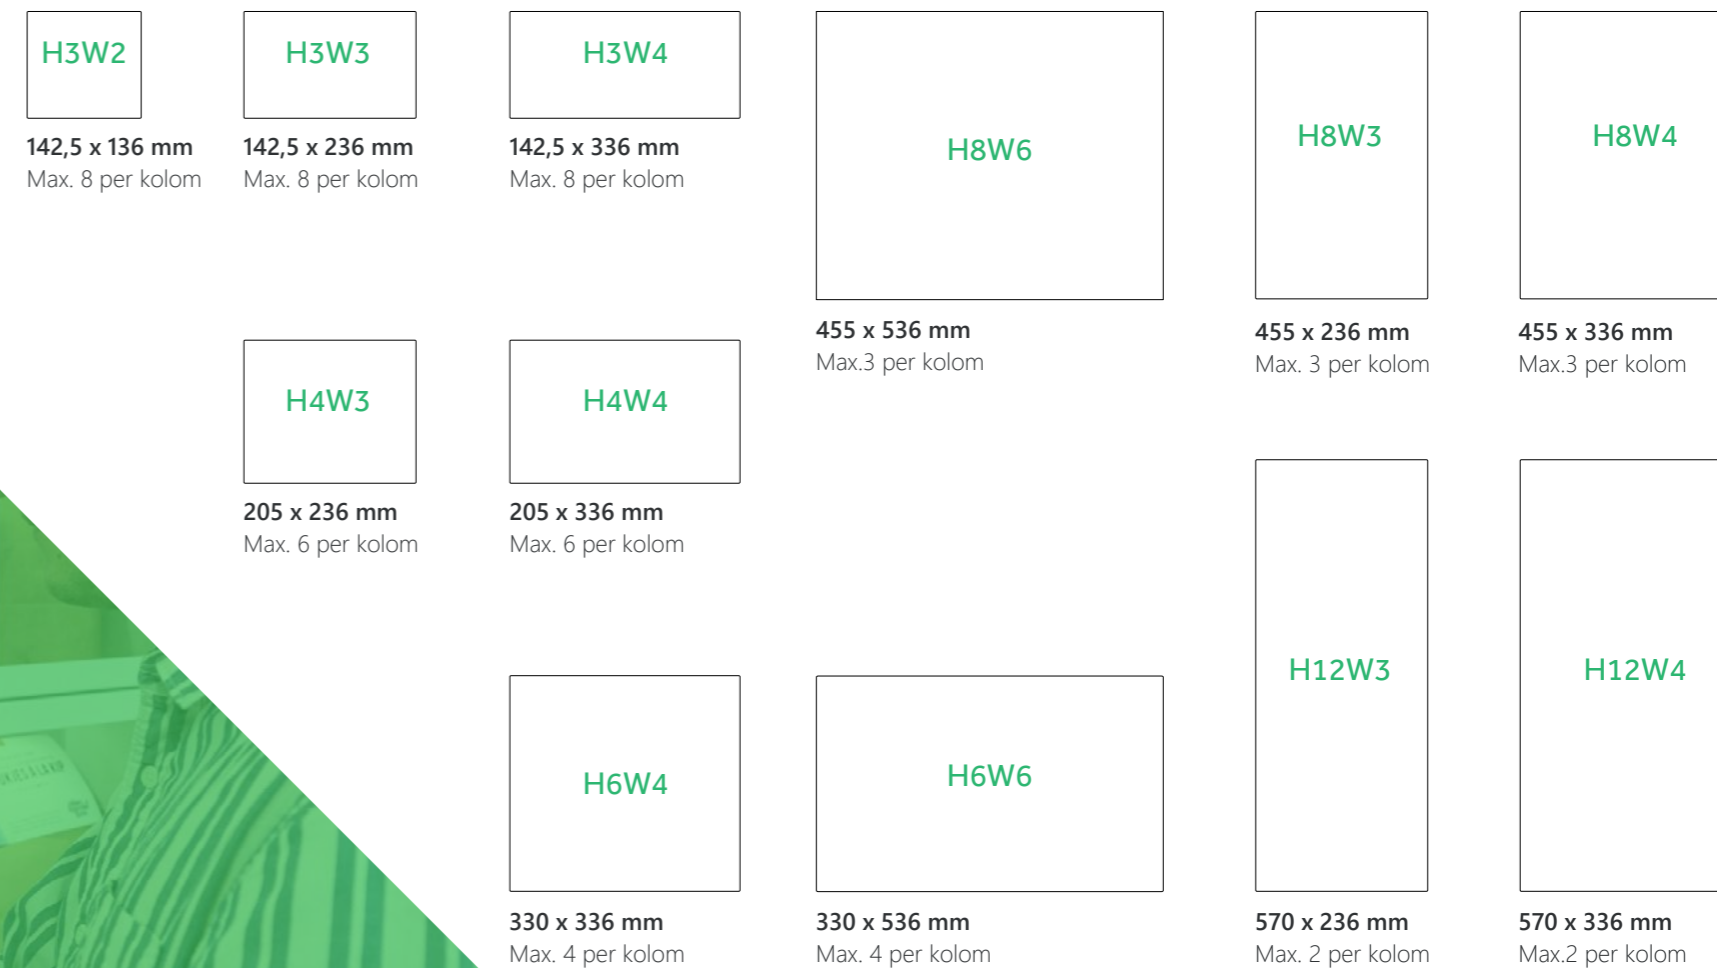 H3W2
142,5 x 136 mm
Max. 8 per kolom
H3W3
142,5 x 236 mm
Max. 8 per kolom
H3W4
142,5 x 336 mm
Max. 8 per kolom
H8W6
455 x 536 mm
Max.3 per kolom
H8W3
455 x 236 mm
Max. 3 per kolom
H8W4
455 x 336 mm
Max.3 per kolom
H4W3
205 x 236 mm
Max. 6 per kolom
H4W4
205 x 336 mm
Max. 6 per kolom
H6W4
330 x 336 mm
Max. 4 per kolom
H6W6
330 x 536 mm
Max. 4 per kolom
H12W3
570 x 236 mm
Max. 2 per kolom
H12W4
570 x 336 mm
Max.2 per kolom